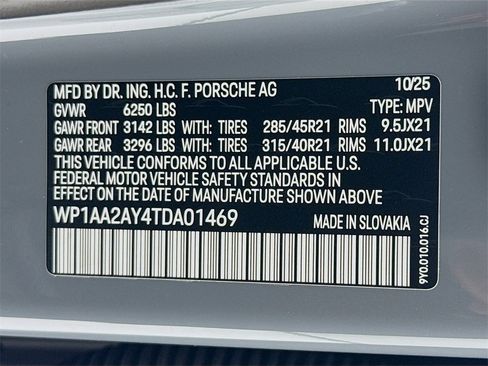 MFD BY DR. ING. H.C. F. PORSCHE AG 10/25
GVWR 6250 LBS TYPE: MPV
GAWR FRONT 3142 LBS WITH: TIRES 285/45R21 RIMS 9.5JX21
GAWR REAR 3296 LBS WITH: TIRES 315/40R21 RIMS 11.0JX21
THIS VEHICLE CONFORMS TO ALL APPLICABLE U.S.
FEDERAL MOTOR VEHICLE SAFETY STANDARDS IN
EFFECT ON THE DATE OF MANUFACTURE SHOWN ABOVE
WP1AA2AY4TDA01469 MADE IN SLOVAKIA
9Y0.010.016.CJ